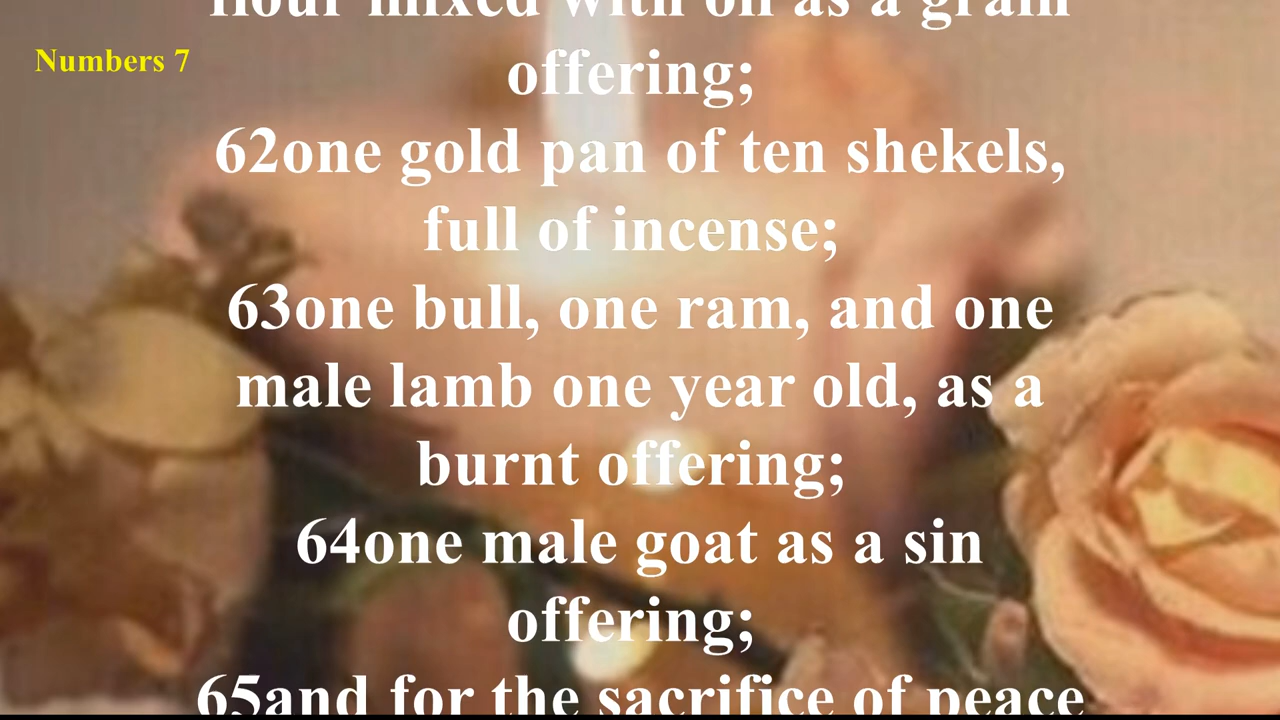 flour mixed with oil as a grain
Numbers 7
offering;
62one gold pan of ten shekels,
full of incense;
63one bull, one ram, and one
male lamb one year old, as a
burnt offering;
64one male goat as a sin
offering;
65and for the sacrifice of peace